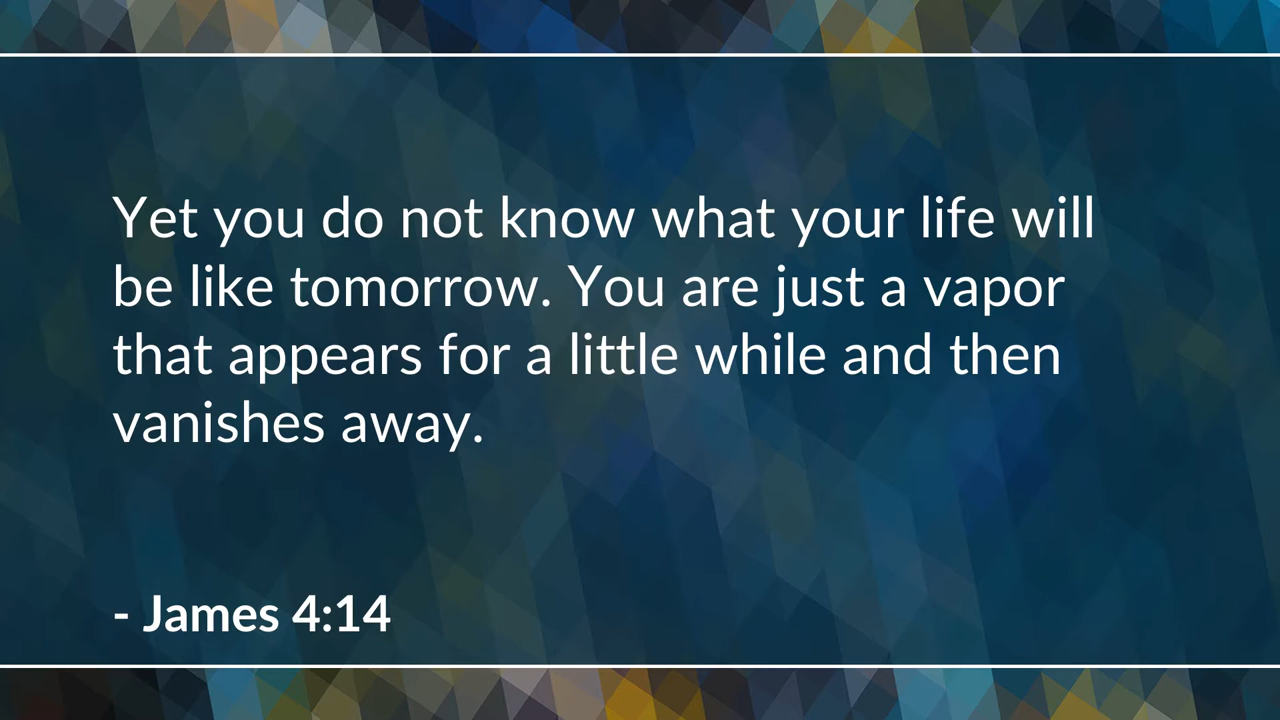 Yet you do not know what your life will
be like tomorrow. You are just a vapor
that appears for a little while and then
vanishes away.
- James 4:14